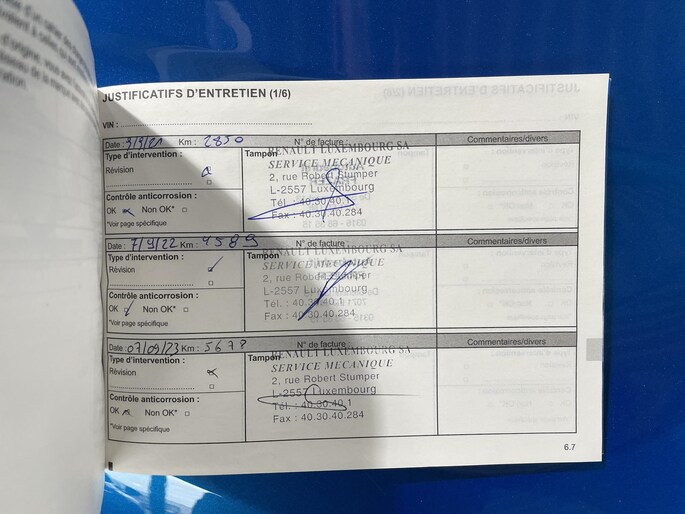 JUSTIFICATIFS D'ENTRETIEN (1/6)
VIN :
Date : 3/9/21 Km : 2850 N° de facture : Commentaires/divers
Type d'intervention :
Révision
Contrôle anticorrosion :
OK Non OK*
*Voir page spécifique
Tampon
RENAULT LUXEMBOURG SA
SERVICE MECANIQUE
2, rue Robert Stumper
L-2557 Luxembourg
Tél. : 40.30.40.1
Fax : 40.30.40.284
Date : 7/9/22 Km : 4589 N° de facture : Commentaires/divers
Type d'intervention :
Révision
Contrôle anticorrosion :
OK Non OK*
*Voir page spécifique
Tampon
RENAULT LUXEMBOURG SA
SERVICE MECANIQUE
2, rue Robert Stumper
L-2557 Luxembourg
Tél. : 40.30.40.1
Fax : 40.30.40.284
Date : 07/09/23 Km : 5678 N° de facture : Commentaires/divers
Type d'intervention :
Révision
Contrôle anticorrosion :
OK Non OK*
*Voir page spécifique
Tampon
RENAULT LUXEMBOURG SA
SERVICE MECANIQUE
2, rue Robert Stumper
L-2557 Luxembourg
Tél. : 40.30.40.1
Fax : 40.30.40.284
6.7